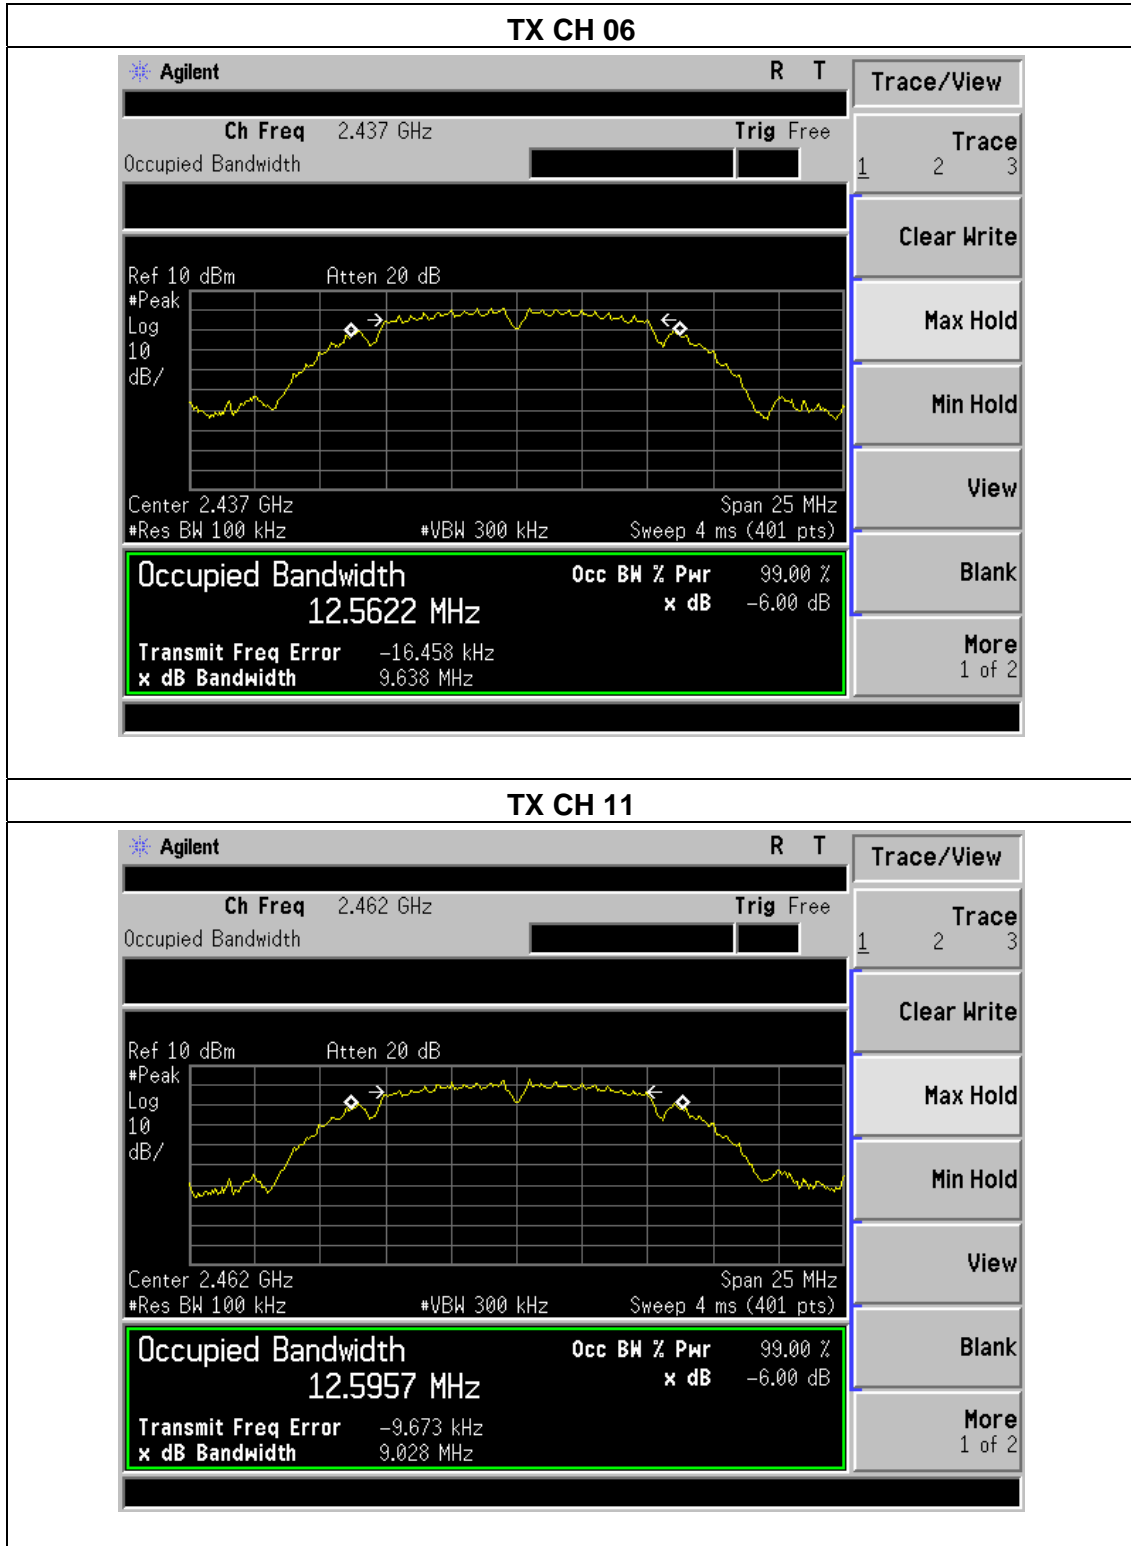 TX CH 06
Agilent R T Trace/View
Ch Freq 2.437 GHz Trig Free
Occupied Bandwidth
Trace
1 2 3
Clear Write
Ref 10 dBm Atten 20 dB
#Peak
Log
10
dB/
Max Hold
Min Hold
View
Center 2.437 GHz Span 25 MHz
#Res BW 100 kHz #VBW 300 kHz Sweep 4 ms (401 pts)
Occupied Bandwidth Occ BW % Pwr 99.00 %
12.5622 MHz x dB -6.00 dB
Blank
Transmit Freq Error -16.458 kHz
x dB Bandwidth 9.638 MHz
More
1 of 2
TX CH 11
Agilent R T Trace/View
Ch Freq 2.462 GHz Trig Free
Occupied Bandwidth
Trace
1 2 3
Clear Write
Ref 10 dBm Atten 20 dB
#Peak
Log
10
dB/
Max Hold
Min Hold
View
Center 2.462 GHz Span 25 MHz
#Res BW 100 kHz #VBW 300 kHz Sweep 4 ms (401 pts)
Occupied Bandwidth Occ BW % Pwr 99.00 %
12.5957 MHz x dB -6.00 dB
Blank
Transmit Freq Error -9.673 kHz
x dB Bandwidth 9.028 MHz
More
1 of 2